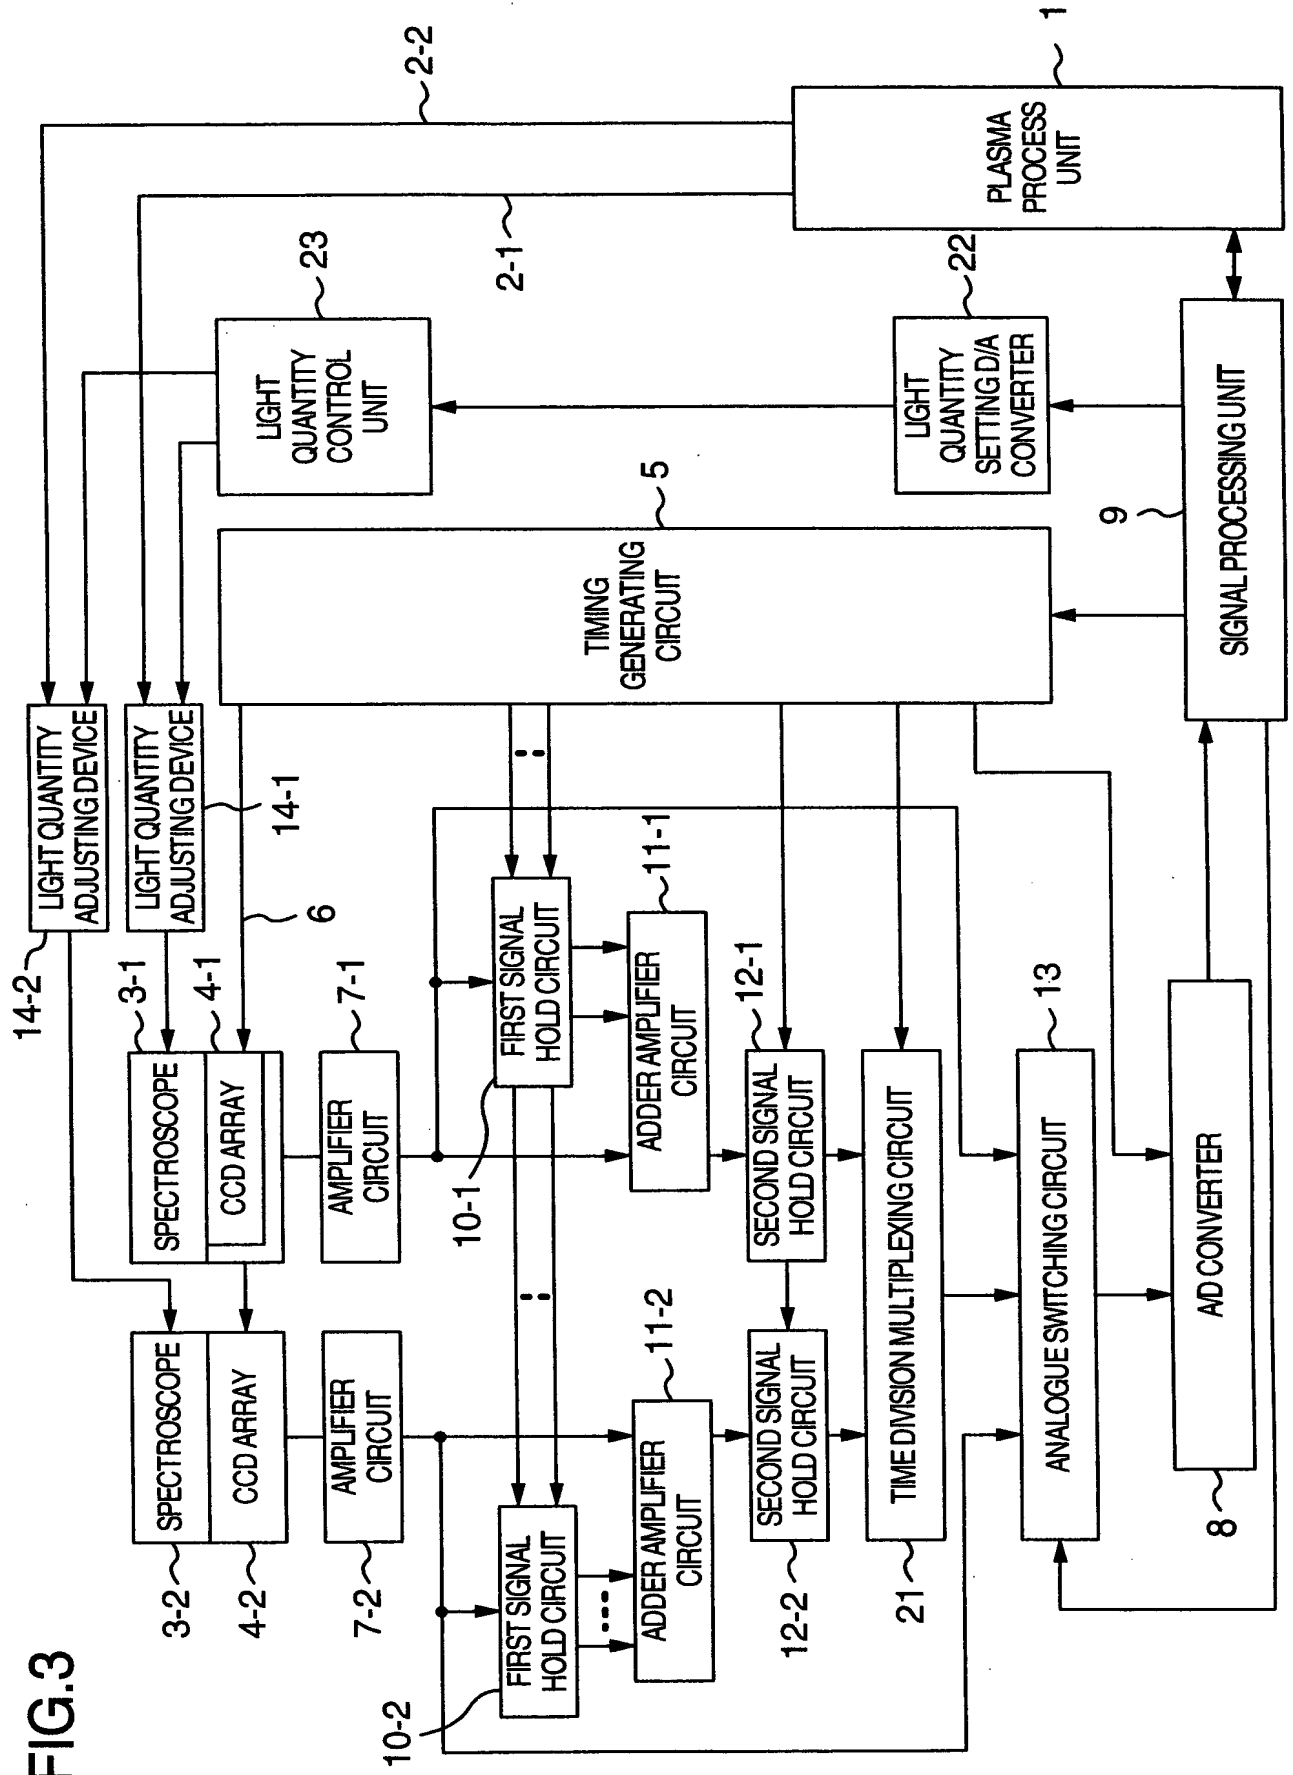 FIG.3
14-2
LIGHT QUANTITY
ADJUSTING DEVICE
2-2
LIGHT QUANTITY
ADJUSTING DEVICE
14-1
2-1
3-2
SPECTROSCOPE
4-2
CCD ARRAY
3-1
SPECTROSCOPE
4-1
CCD ARRAY
6
LIGHT
QUANTITY
CONTROL
UNIT
23
7-2
AMPLIFIER
CIRCUIT
7-1
AMPLIFIER
CIRCUIT
10-2
FIRST SIGNAL
HOLD CIRCUIT
10-1
FIRST SIGNAL
HOLD CIRCUIT
TIMING
GENERATING
CIRCUIT
5
ADDER AMPLIFIER
CIRCUIT
11-2
ADDER AMPLIFIER
CIRCUIT
11-1
12-2
SECOND SIGNAL
HOLD CIRCUIT
SECOND SIGNAL
HOLD CIRCUIT
12-1
21
TIME DIVISION MULTIPLEXING CIRCUIT
LIGHT
QUANTITY
SETTING D/A
CONVERTER
22
PLASMA
PROCESS
UNIT
1
ANALOGUE SWITCHING CIRCUIT
13
8
A/D CONVERTER
9
SIGNAL PROCESSING UNIT